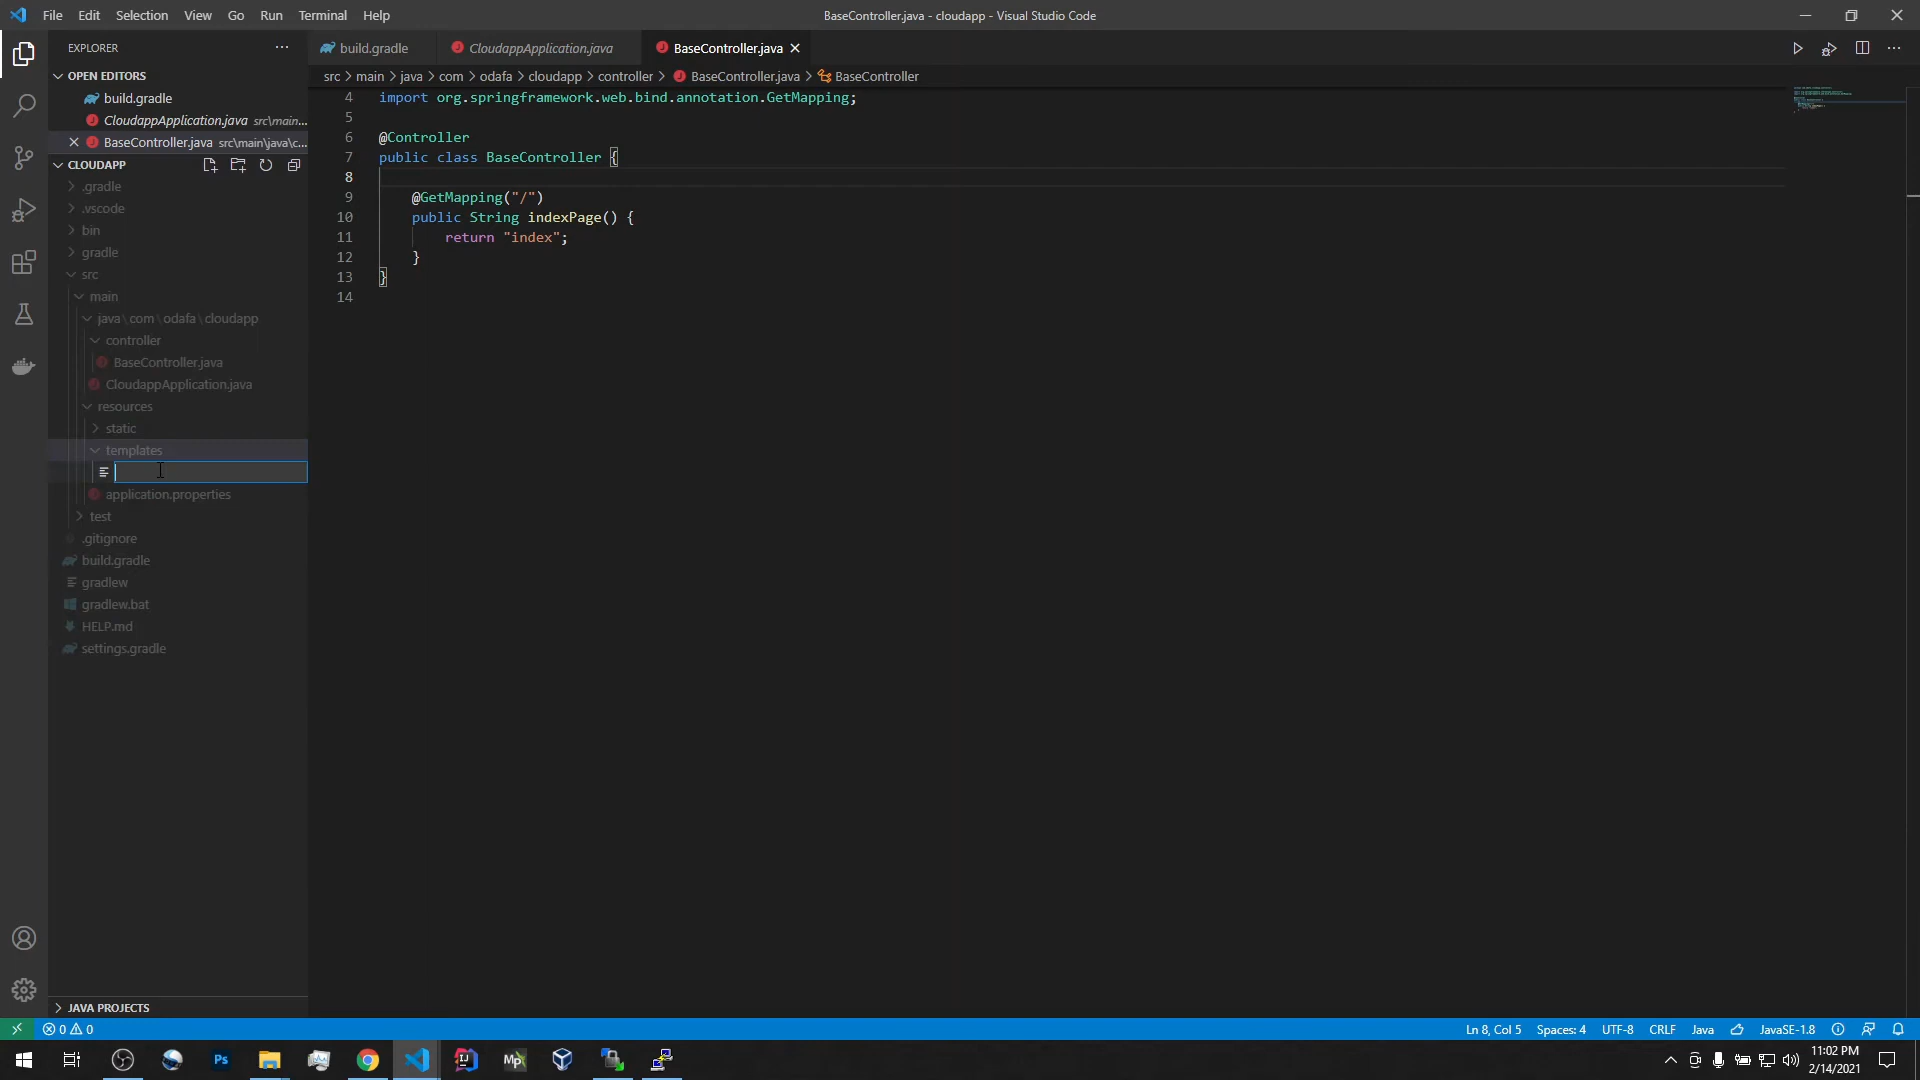 File Edit Selection View Go Run Terminal Help
BaseController.java - cloudapp - Visual Studio Code
EXPLORER
OPEN EDITORS
build.gradle
CloudappApplication.java src\main...
BaseController.java src\main\java\c...
CLOUDAPP
.gradle
.vscode
bin
gradle
src
main
java\com\odafa\cloudapp
controller
BaseController.java
CloudappApplication.java
resources
static
templates
application.properties
test
.gitignore
build.gradle
gradlew
gradlew.bat
HELP.md
settings.gradle
JAVA PROJECTS
build.gradle CloudappApplication.java BaseController.java
src > main > java > com > odafa > cloudapp > controller > BaseController.java > BaseController
4 import org.springframework.web.bind.annotation.GetMapping;
5
6 @Controller
7 public class BaseController {
8
9 @GetMapping("/")
10 public String indexPage() {
11 return "index";
12 }
13 }
14
0 0
Ln 8, Col 5 Spaces: 4 UTF-8 CRLF Java JavaSE-1.8
Ps
IJ
Mp
11:02 PM
2/14/2021